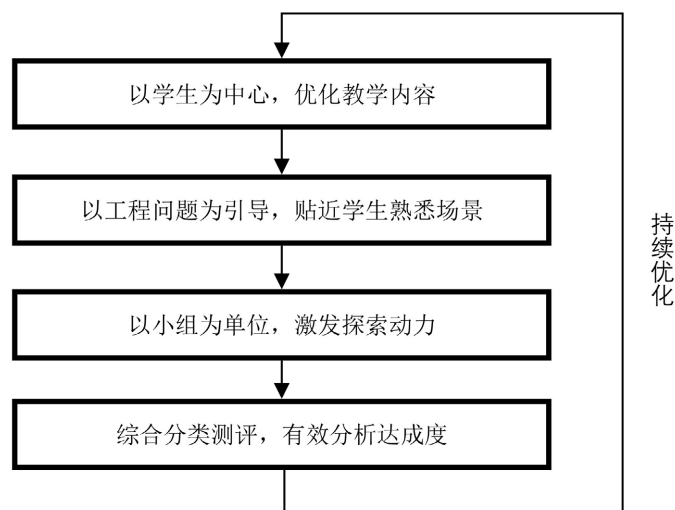 以学生为中心，优化教学内容
以工程问题为引导，贴近学生熟悉场景
以小组为单位，激发探索动力
综合分类测评，有效分析达成度
持续优化